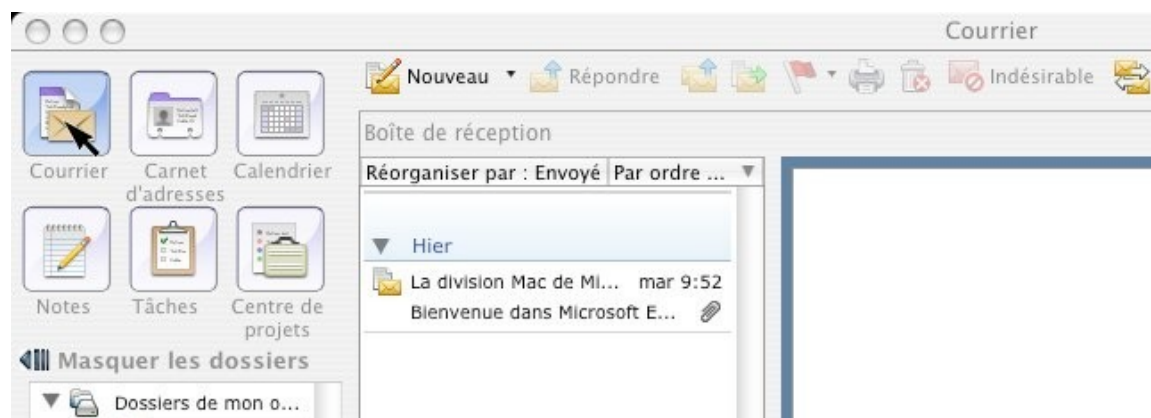 Courrier
Nouveau
Répondre
Indésirable
Courrier
Carnet d'adresses
Calendrier
Notes
Tâches
Centre de projets
Masquer les dossiers
Dossiers de mon o...
Boîte de réception
Réorganiser par : Envoyé
Par ordre ...
Hier
La division Mac de Mi... mar 9:52
Bienvenue dans Microsoft E...